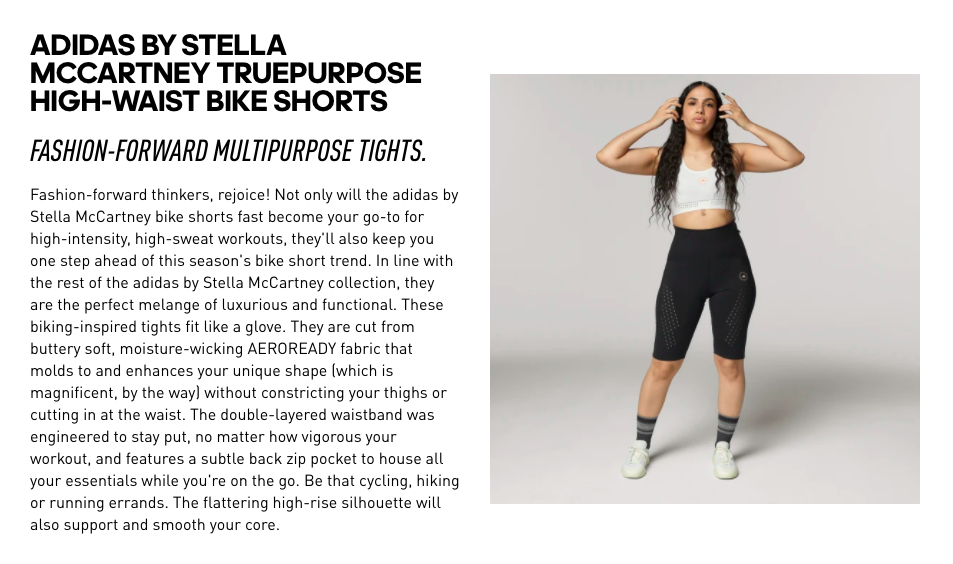 ADIDAS BY STELLA
MCCARTNEY TRUEPURPOSE
HIGH-WAIST BIKE SHORTS
FASHION-FORWARD MULTIPURPOSE TIGHTS.
Fashion-forward thinkers, rejoice! Not only will the adidas by
Stella McCartney bike shorts fast become your go-to for
high-intensity, high-sweat workouts, they'll also keep you
one step ahead of this season's bike short trend. In line with
the rest of the adidas by Stella McCartney collection, they
are the perfect melange of luxurious and functional. These
biking-inspired tights fit like a glove. They are cut from
buttery soft, moisture-wicking AEROREADY fabric that
molds to and enhances your unique shape (which is
magnificent, by the way) without constricting your thighs or
cutting in at the waist. The double-layered waistband was
engineered to stay put, no matter how vigorous your
workout, and features a subtle back zip pocket to house all
your essentials while you're on the go. Be that cycling, hiking
or running errands. The flattering high-rise silhouette will
also support and smooth your core.